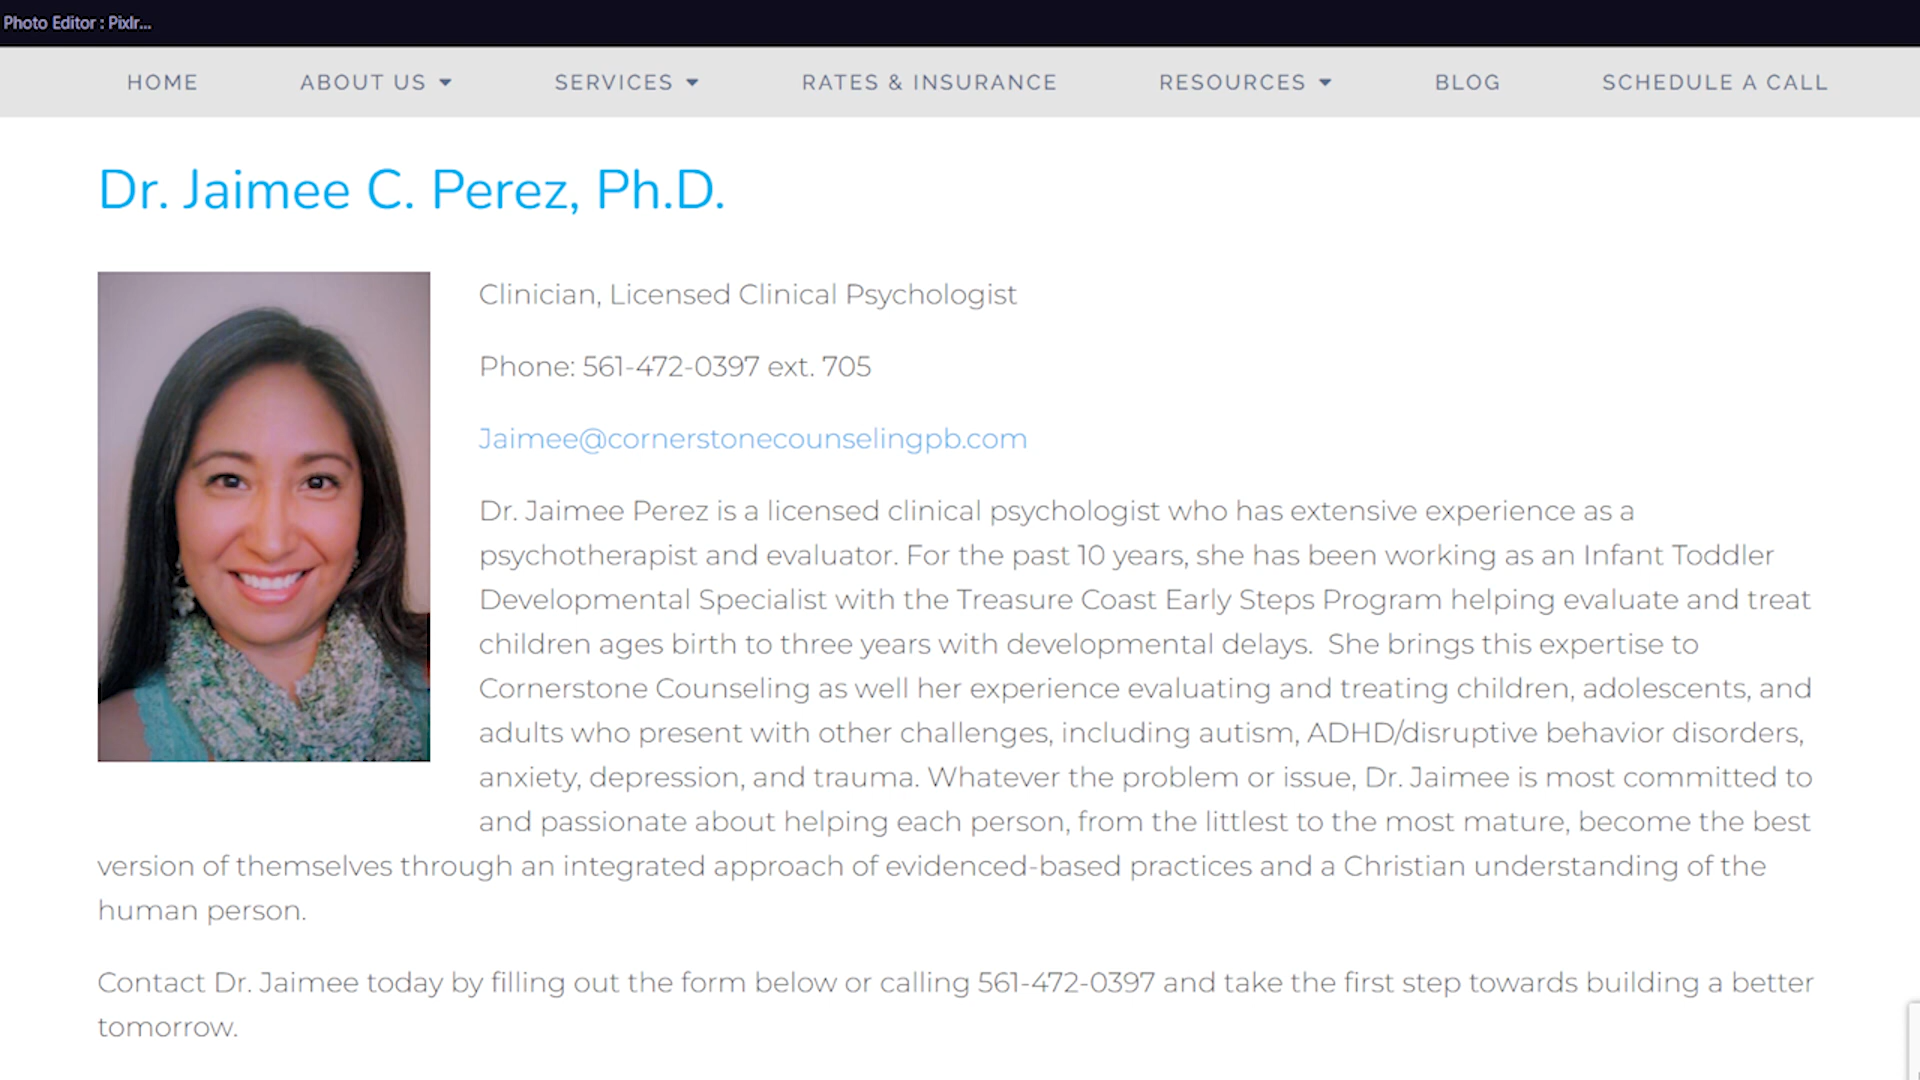 Photo Editor : Pixlr...
HOME ABOUT US SERVICES RATES & INSURANCE RESOURCES BLOG SCHEDULE A CALL
Dr. Jaimee C. Perez, Ph.D.
Clinician, Licensed Clinical Psychologist
Phone: 561-472-0397 ext. 705
Jaimee@cornerstonecounselingpb.com
Dr. Jaimee Perez is a licensed clinical psychologist who has extensive experience as a
psychotherapist and evaluator. For the past 10 years, she has been working as an Infant Toddler
Developmental Specialist with the Treasure Coast Early Steps Program helping evaluate and treat
children ages birth to three years with developmental delays.  She brings this expertise to
Cornerstone Counseling as well her experience evaluating and treating children, adolescents, and
adults who present with other challenges, including autism, ADHD/disruptive behavior disorders,
anxiety, depression, and trauma. Whatever the problem or issue, Dr. Jaimee is most committed to
and passionate about helping each person, from the littlest to the most mature, become the best
version of themselves through an integrated approach of evidenced-based practices and a Christian understanding of the
human person.
Contact Dr. Jaimee today by filling out the form below or calling 561-472-0397 and take the first step towards building a better
tomorrow.